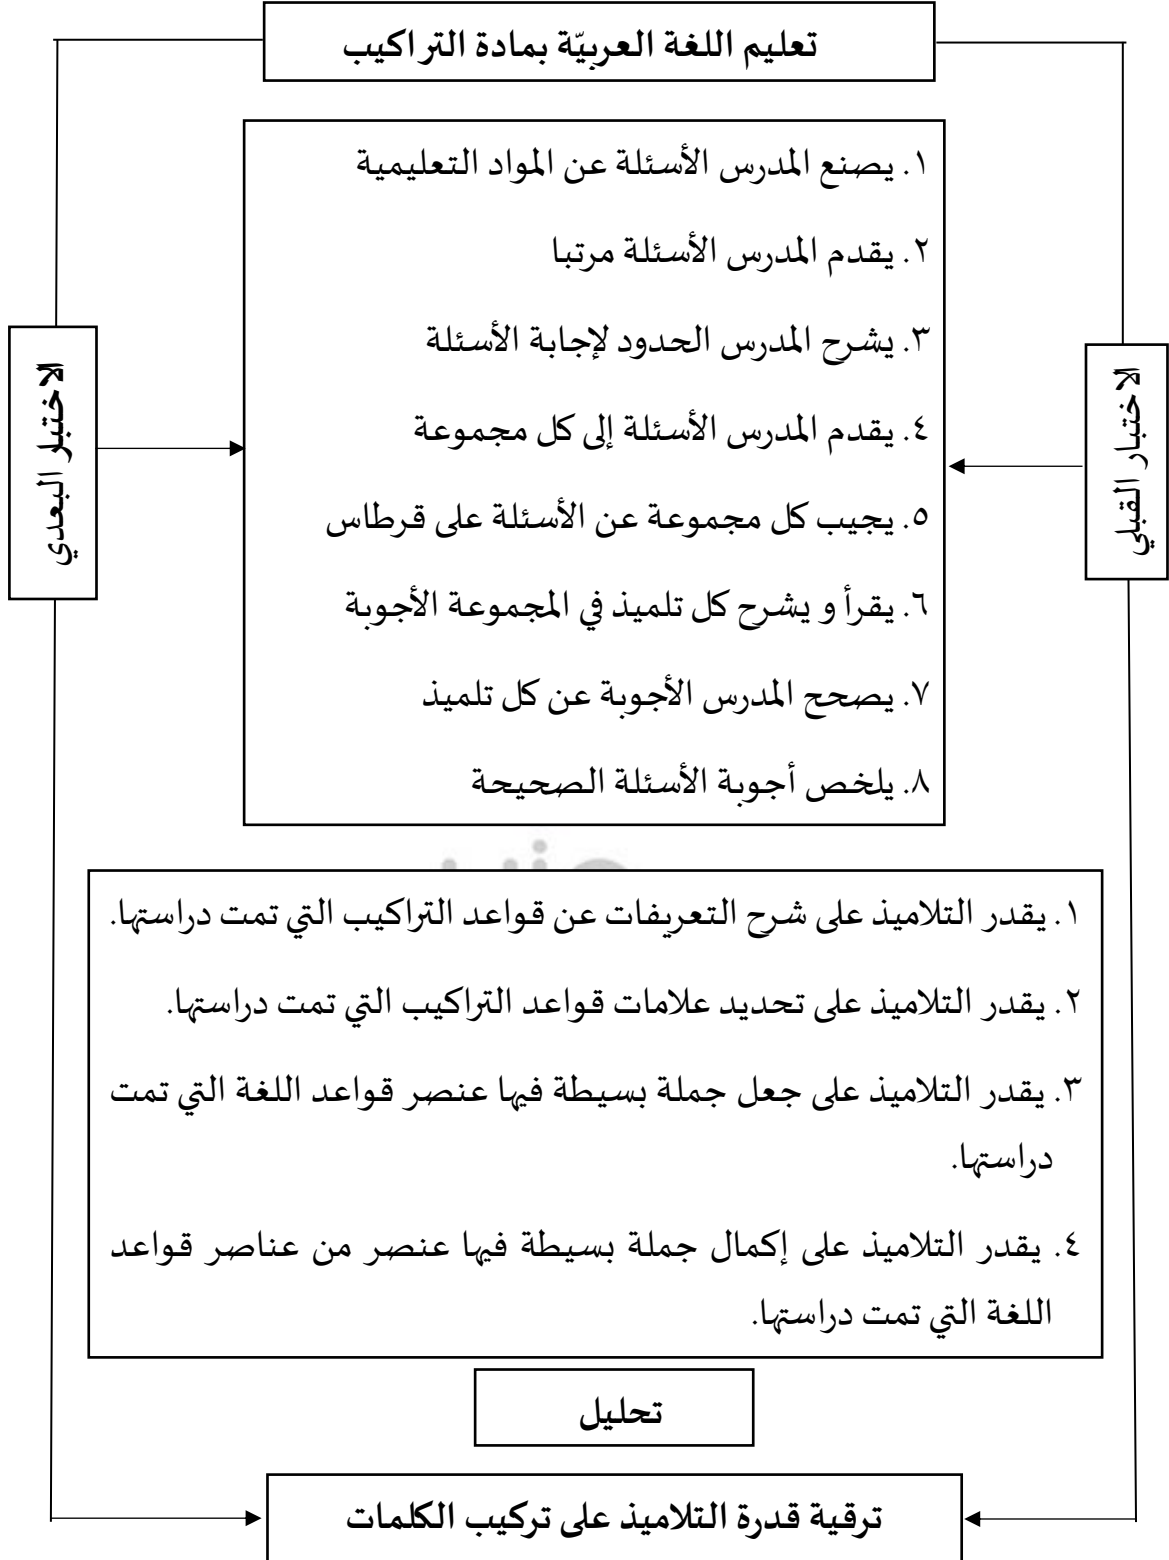 تعليم اللغة العربيّة بمادة التراكيب
١. يصنع المدرس الأسئلة عن المواد التعليمية
٢. يقدم المدرس الأسئلة مرتبا
٣. يشرح المدرس الحدود لإجابة الأسئلة
٤. يقدم المدرس الأسئلة إلى كل مجموعة
٥. يجيب كل مجموعة عن الأسئلة على قرطاس
٦. يقرأ و يشرح كل تلميذ في المجموعة الأجوبة
٧. يصحح المدرس الأجوبة عن كل تلميذ
٨. يلخص أجوبة الأسئلة الصحيحة
الاختبار القبلي
الاختبار البعدي
١. يقدر التلاميذ على شرح التعريفات عن قواعد التراكيب التي تمت دراستها.
٢. يقدر التلاميذ على تحديد علامات قواعد التراكيب التي تمت دراستها.
٣. يقدر التلاميذ على جعل جملة بسيطة فيها عنصر قواعد اللغة التي تمت
دراستها.
٤. يقدر التلاميذ على إكمال جملة بسيطة فيها عنصر من عناصر قواعد
اللغة التي تمت دراستها.
تحليل
ترقية قدرة التلاميذ على تركيب الكلمات